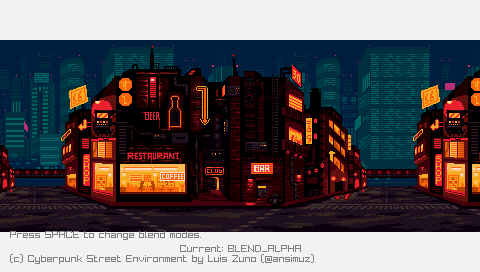 BEER
RESTAURANT
COFFEE
CLUB
BAR
Press SPACE to change blend modes.
Current: BLEND_ALPHA
(c) Cyberpunk Street Environment by Luis Zuno (@ansimuz)